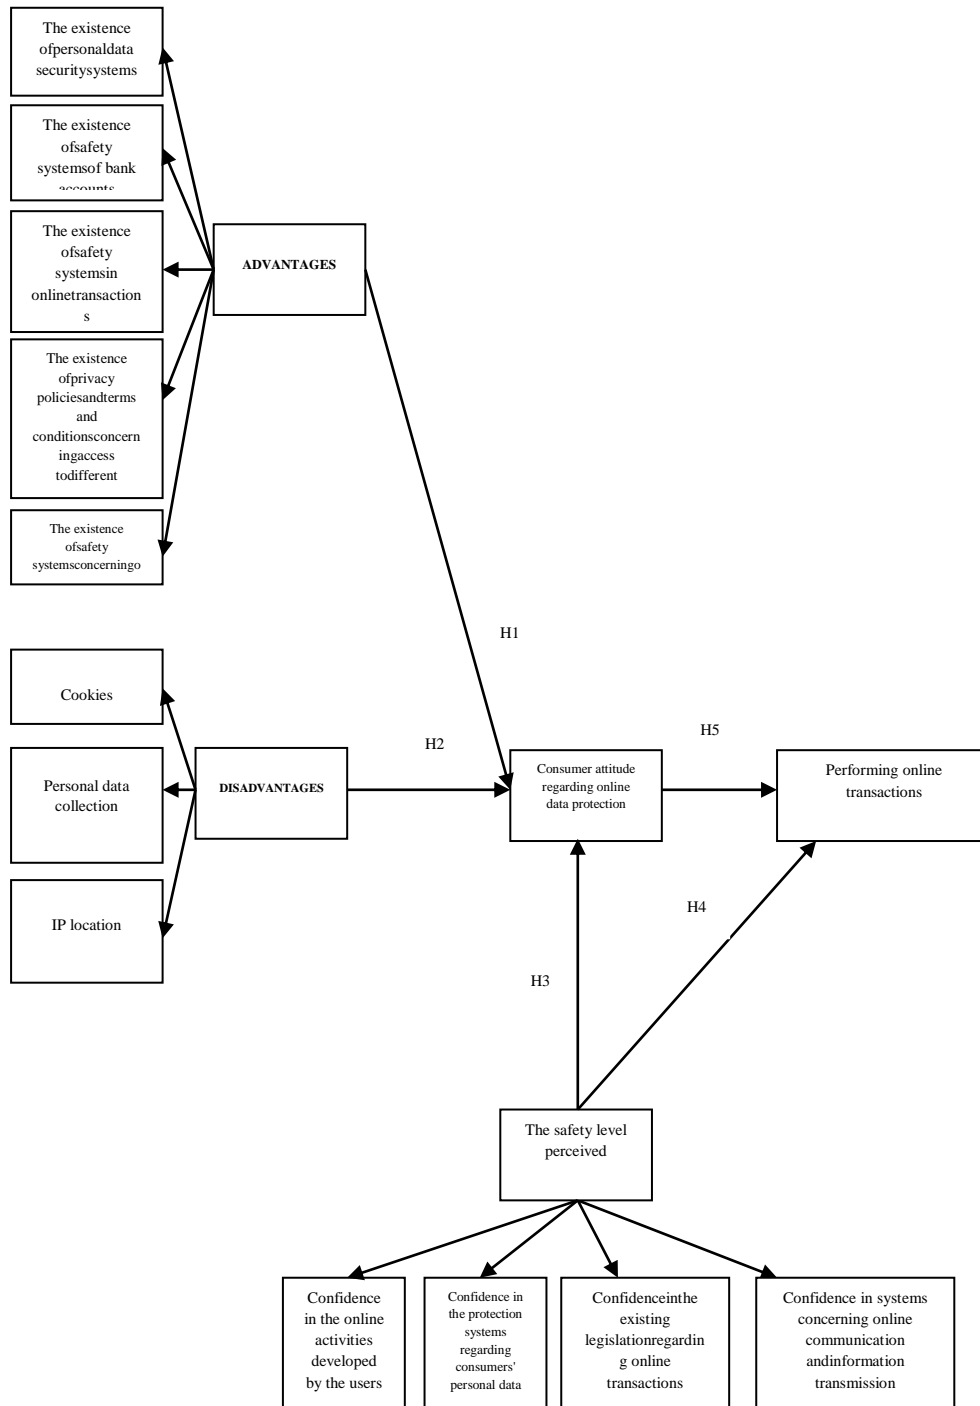 The existence
ofpersonaldata
securitysystems
The existence
ofsafety
systemsof bank
accounts
The existence
ofsafety
systemsin
onlinetransaction
s
The existence
ofprivacy
policiesandterms
and
conditionsconcern
ingaccess
todifferent
The existence
ofsafety
systemsconcerningo
ADVANTAGES
H1
Cookies
Personal data
collection
IP location
DISADVANTAGES
H2
Consumer attitude
regarding online
data protection
H5
Performing online
transactions
H4
H3
The safety level
perceived
Confidence
in the online
activities
developed
by the users
Confidence in
the protection
systems
regarding
consumers'
personal data
Confidenceinthe
existing
legislationregardin
g online
transactions
Confidence in systems
concerning online
communication
andinformation
transmission